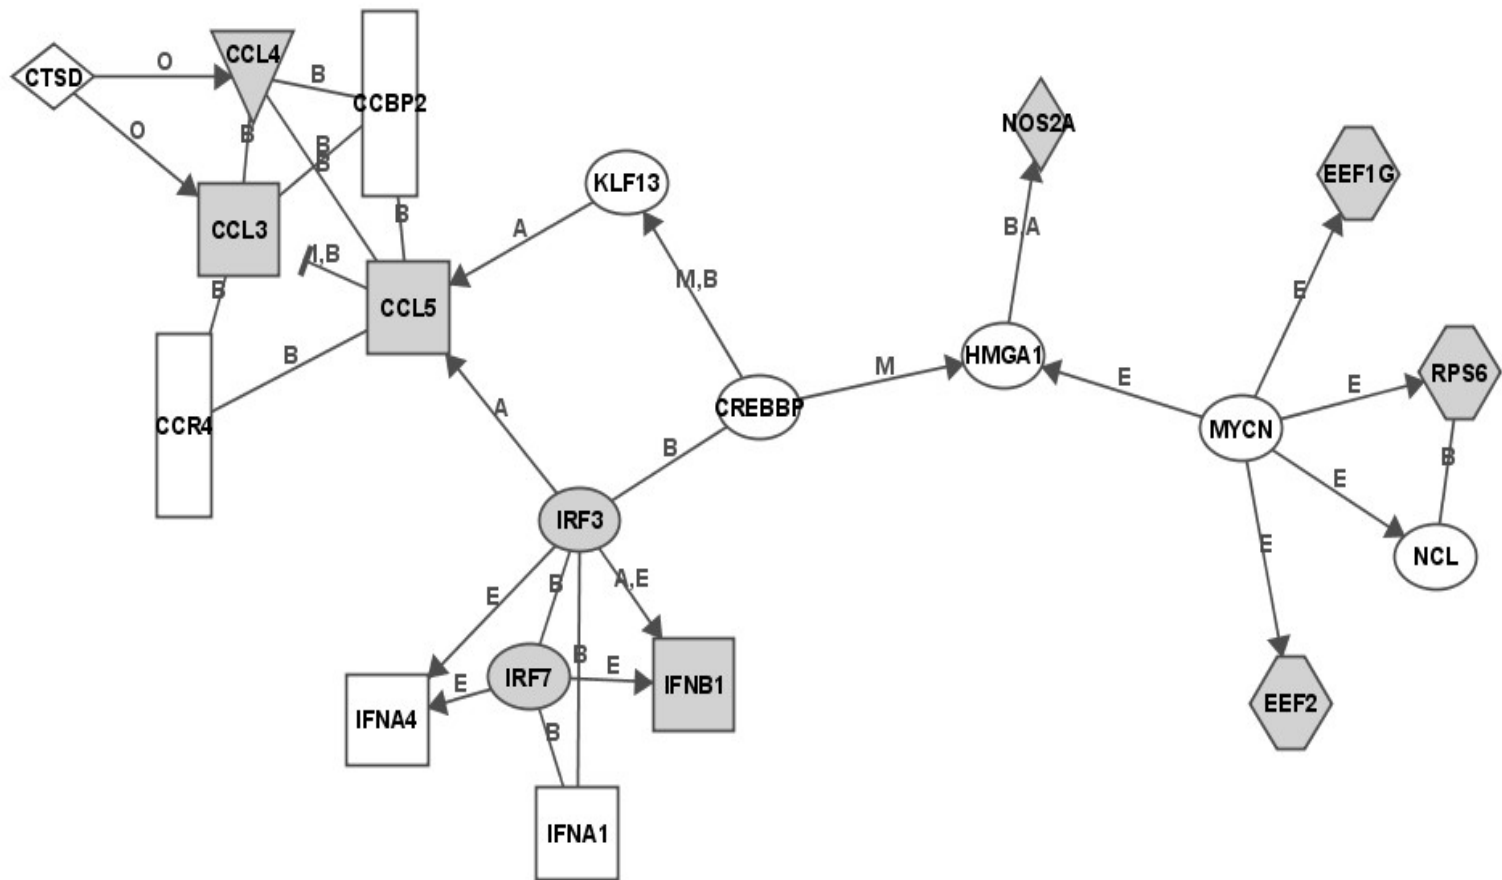 CCL4
O
B
CTSD
CCBP2
NOS2A
EEF1G
O
B
B
B
KLF13
CCL3
B
A
B,A
I,B
M,B
B
CCL5
E
B
HMGA1
M
E
E
RPS6
CREBBP
A
CCR4
MYCN
B
B
E
IRF3
E
NCL
B
A,E
E
B
E
E
IRF7
IFNB1
EEF2
IFNA4
B
IFNA1